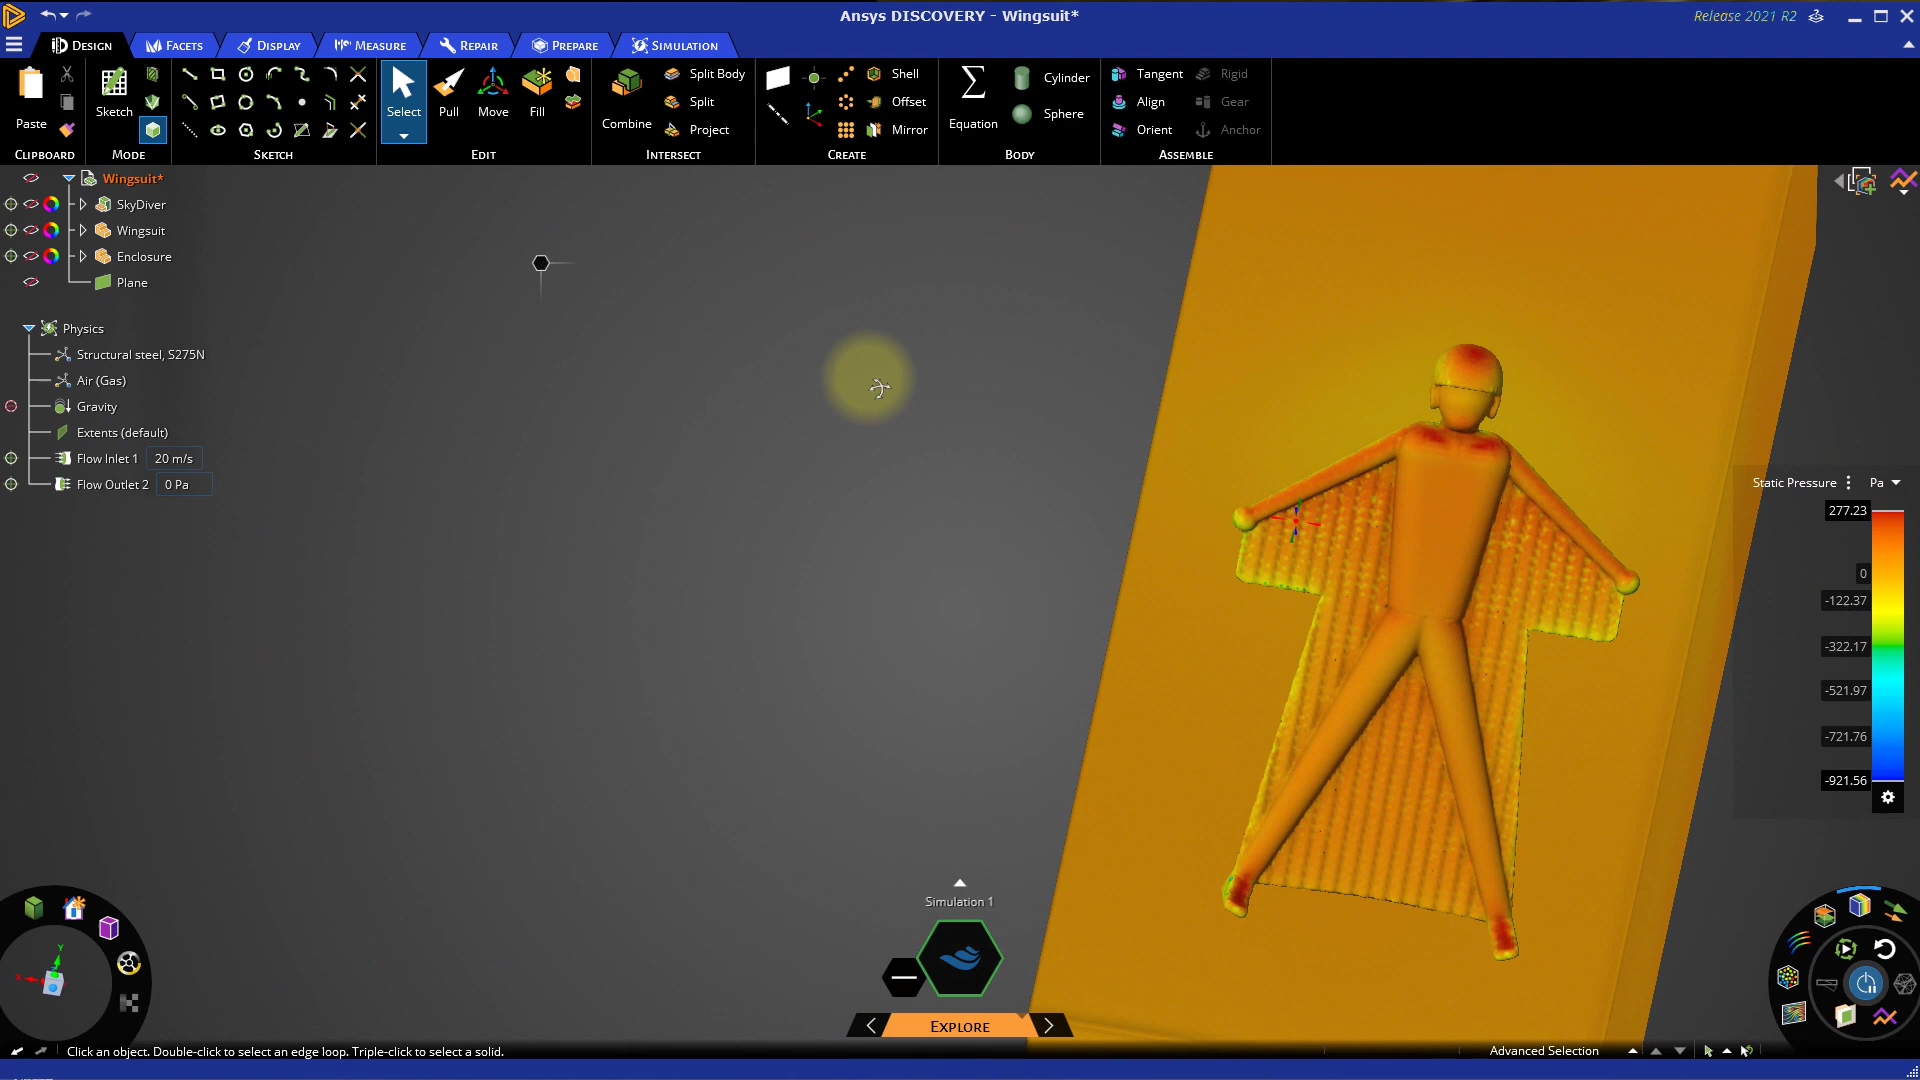 Ansys DISCOVERY - Wingsuit*
Release 2021 R2
DESIGN
FACETS
DISPLAY
MEASURE
REPAIR
PREPARE
SIMULATION
Paste
CLIPBOARD
Sketch
MODE
SKETCH
Select
Pull
Move
Fill
EDIT
Combine
Split Body
Split
Project
INTERSECT
Shell
Offset
Mirror
CREATE
Equation
Cylinder
Sphere
BODY
Tangent
Align
Orient
Rigid
Gear
Anchor
ASSEMBLE
Wingsuit*
SkyDiver
Wingsuit
Enclosure
Plane
Physics
Structural steel, S275N
Air (Gas)
Gravity
Extents (default)
Flow Inlet 1 20 m/s
Flow Outlet 2 0 Pa
Static Pressure Pa
277.23
0
-122.37
-322.17
-521.97
-721.76
-921.56
Y
X
Simulation 1
EXPLORE
Click an object. Double-click to select an edge loop. Triple-click to select a solid.
Advanced Selection